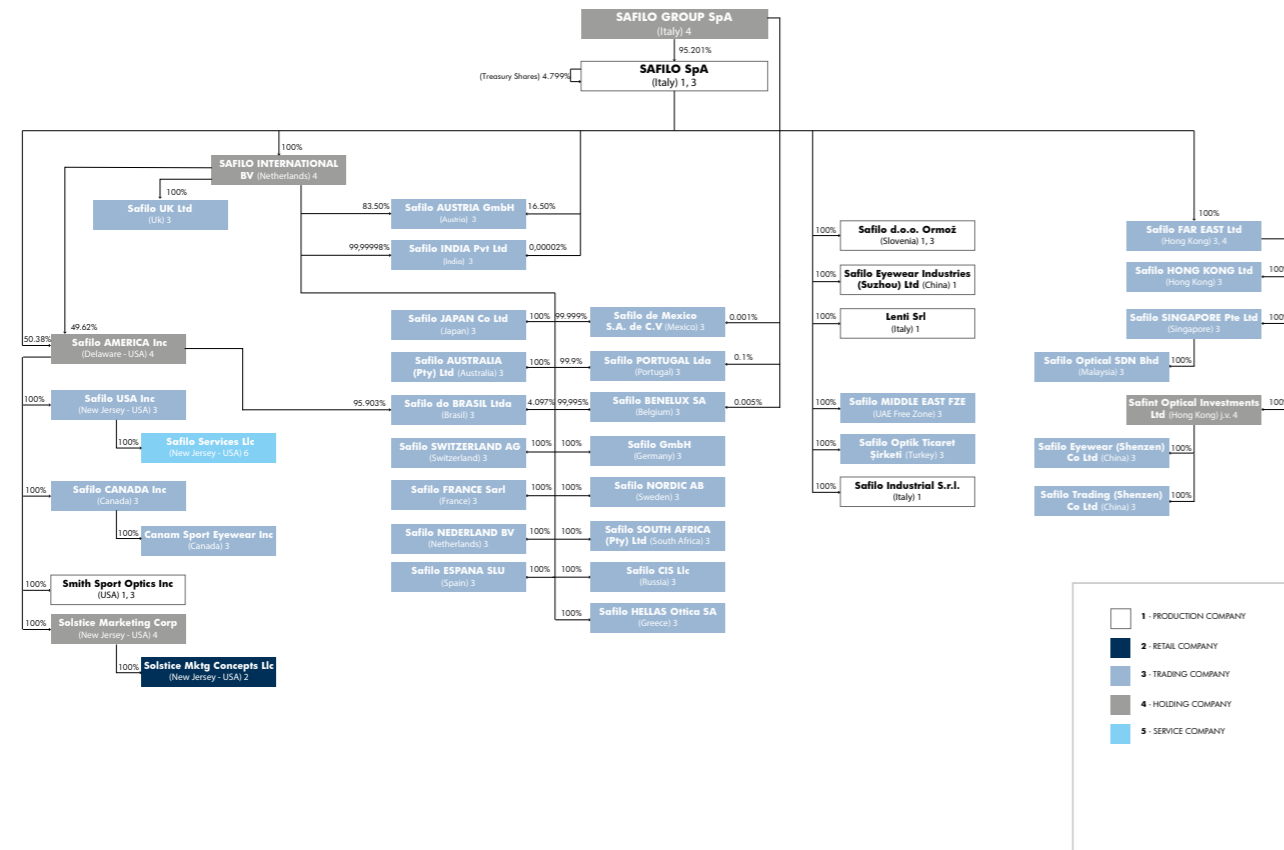 SAFILO GROUP SpA
(Italy) 4
95.201%
(Treasury Shares) 4.799%
SAFILO SpA
(Italy) 1, 3
100%
SAFILO INTERNATIONAL
BV (Netherlands) 4
100%
Safilo UK Ltd
(Uk) 3
83.50%
Safilo AUSTRIA GmbH
(Austria) 3
16.50%
99,99998%
Safilo INDIA Pvt Ltd
(India) 3
0,00002%
49.62%
50.38%
Safilo AMERICA Inc
(Delaware - USA) 4
100%
Safilo USA Inc
(New Jersey - USA) 3
100%
Safilo Services Llc
(New Jersey - USA) 6
100%
Safilo CANADA Inc
(Canada) 3
100%
Canam Sport Eyewear Inc
(Canada) 3
100%
Smith Sport Optics Inc
(USA) 1, 3
100%
Solstice Marketing Corp
(New Jersey - USA) 4
100%
Solstice Mktg Concepts Llc
(New Jersey - USA) 2
Safilo JAPAN Co Ltd
(Japan) 3
100%
99.999%
Safilo de Mexico
S.A. de C.V (Mexico) 3
0.001%
Safilo AUSTRALIA
(Pty) Ltd (Australia) 3
100%
99.9%
Safilo PORTUGAL Lda
(Portugal) 3
0.1%
95.903%
Safilo do BRASIL Ltda
(Brasil) 3
4.097%
99,995%
Safilo BENELUX SA
(Belgium) 3
0.005%
Safilo SWITZERLAND AG
(Switzerland) 3
100%
100%
Safilo GmbH
(Germany) 3
Safilo FRANCE Sarl
(France) 3
100%
100%
Safilo NORDIC AB
(Sweden) 3
Safilo NEDERLAND BV
(Netherlands) 3
100%
100%
Safilo SOUTH AFRICA
(Pty) Ltd (South Africa) 3
Safilo ESPANA SLU
(Spain) 3
100%
100%
Safilo CIS Llc
(Russia) 3
100%
Safilo HELLAS Ottica SA
(Greece) 3
100%
Safilo d.o.o. Ormož
(Slovenia) 1, 3
100%
Safilo Eyewear Industries
(Suzhou) Ltd (China) 1
100%
Lenti Srl
(Italy) 1
100%
Safilo MIDDLE EAST FZE
(UAE Free Zone) 3
100%
Safilo Optik Ticaret
Şirketi (Turkey) 3
100%
Safilo Industrial S.r.l.
(Italy) 1
100%
Safilo FAR EAST Ltd
(Hong Kong) 3, 4
Safilo HONG KONG Ltd
(Hong Kong) 3
100%
Safilo SINGAPORE Pte Ltd
(Singapore) 3
100%
Safilo Optical SDN Bhd
(Malaysia) 3
100%
Safint Optical Investments
Ltd (Hong Kong) j.v. 4
100%
Safilo Eyewear (Shenzen)
Co Ltd (China) 3
100%
Safilo Trading (Shenzen)
Co Ltd (China) 3
100%
1 - PRODUCTION COMPANY
2 - RETAIL COMPANY
3 - TRADING COMPANY
4 - HOLDING COMPANY
5 - SERVICE COMPANY